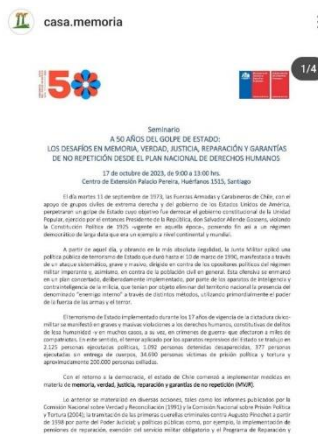 casa.memoria
1/4
50
Seminario
A 50 AÑOS DEL GOLPE DE ESTADO:
LOS DESAFÍOS EN MEMORIA, VERDAD, JUSTICIA, REPARACIÓN Y GARANTÍAS
DE NO REPETICIÓN DESDE EL PLAN NACIONAL DE DERECHOS HUMANOS
17 de octubre de 2023, de 9:00 a 13:00 hrs.
Centro de Extensión Palacio Pereira, Huérfanos 1515, Santiago
El día martes 11 de septiembre de 1973, las Fuerzas Armadas y Carabineros de Chile, con el
apoyo de grupos civiles de extrema derecha y del gobierno de los Estados Unidos de América,
perpetraron un golpe de Estado cuyo objetivo fue derrocar el gobierno constitucional de la Unidad
Popular, ejercido por el entonces Presidente de la República, don Salvador Allende Gossens, violando
la Constitución Política de 1925 -vigente en aquella época-, poniendo fin así a un régimen
democrático de larga data que era un ejemplo a nivel continental y mundial.
A partir de aquel día, y obrando en la más absoluta ilegalidad, la Junta Militar aplicó una
política pública de terrorismo de Estado que duró hasta el 10 de marzo de 1990, manifestada a través
de un ataque sistemático, grave y masivo, dirigido en contra de los opositores políticos del régimen
militar imperante y, asimismo, en contra de la población civil en general. Esta ofensiva se enmarcó
en un plan concertado, deliberadamente implementado, por parte de los aparatos de inteligencia y
contrainteligencia de la milicia, que tenían por objeto eliminar del territorio nacional la presencia del
denominado "enemigo interno" a través de distintos métodos, utilizando primordialmente el poder
de la fuerza de las armas y el terror.
El terrorismo de Estado implementado durante los 17 años de vigencia de la dictadura cívico-
militar se manifestó en graves y masivas violaciones a los derechos humanos, constitutivas de delitos
de lesa humanidad -y en muchos casos, a su vez, en crímenes de guerra- que afectaron a miles de
compatriotas. En este sentido, el terror aplicado por los aparatos represivos del Estado se tradujo en
2.125 personas ejecutadas políticas, 1.092 personas detenidas desaparecidas, 377 personas
ejecutadas sin entrega de cuerpos, 38.690 personas víctimas de prisión política y tortura y
aproximadamente 200.000 personas exiliadas.
Con el retorno a la democracia, el estado de Chile comenzó a implementar medidas en
materia de memoria, verdad, justicia, reparación y garantías de no repetición (MVJR).
Lo anterior se materializó en diversas acciones, tales como los informes publicados por la
Comisión Nacional sobre Verdad y Reconciliación (1991) y la Comisión Nacional sobre Prisión Política
y Tortura (2004); la tramitación de las primeras querellas criminales contra Augusto Pinochet a partir
de 1998 por parte del Poder Judicial; y políticas públicas como, por ejemplo, la implementación de
pensiones de reparación, exención del servicio militar obligatorio y el Programa de Reparación y